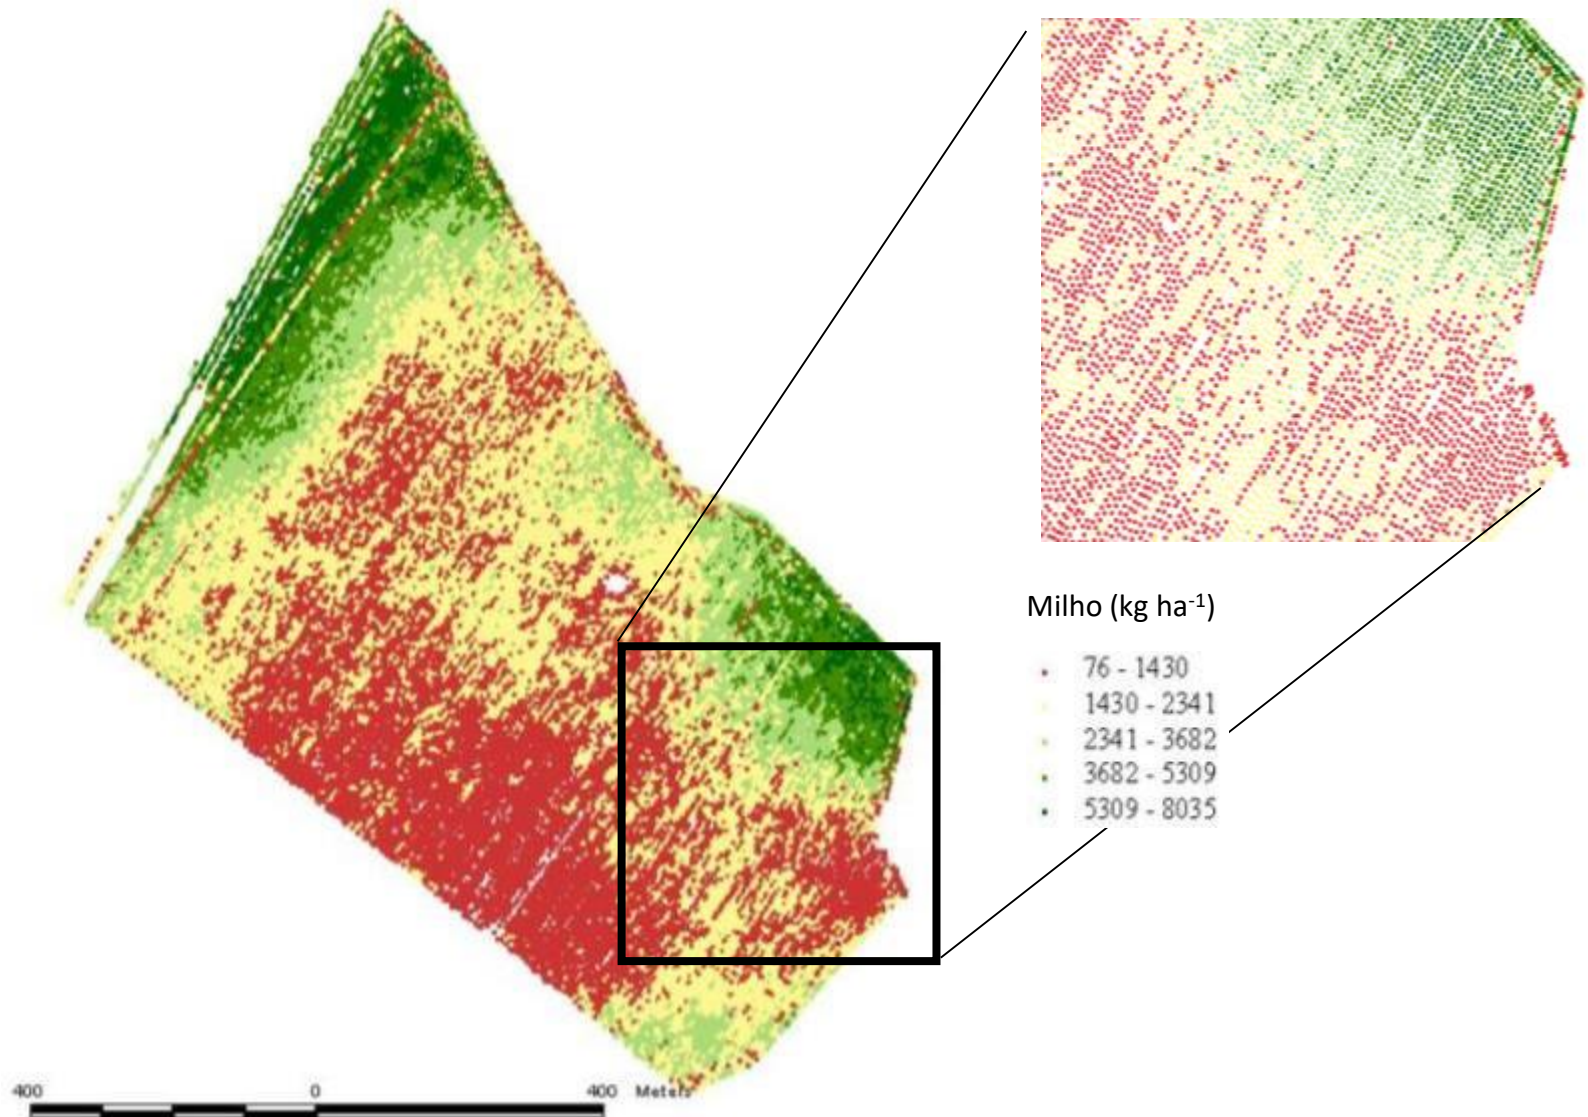 Milho (kg ha⁻¹)
76 - 1430
1430 - 2341
2341 - 3682
3682 - 5309
5309 - 8035
400 0 400 Meters